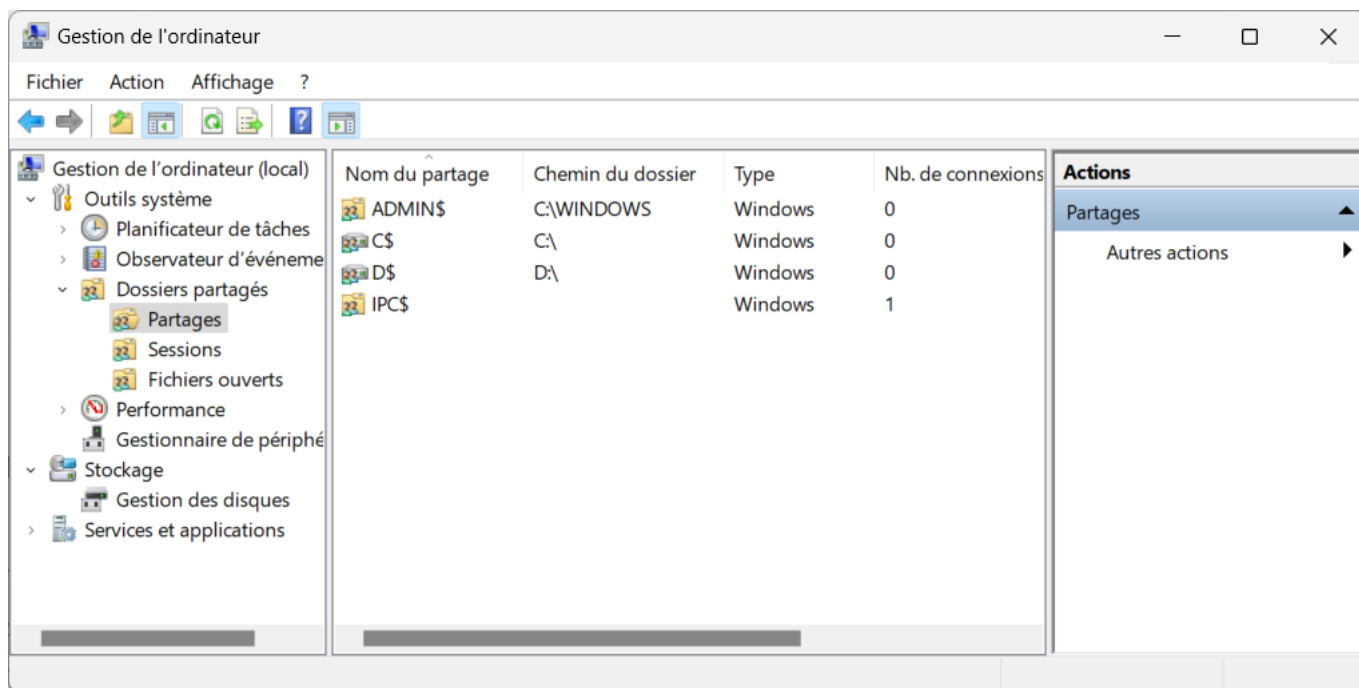 Gestion de l'ordinateur
Fichier Action Affichage ?
Gestion de l'ordinateur (local)
Outils système
Planificateur de tâches
Observateur d'événeme
Dossiers partagés
Partages
Sessions
Fichiers ouverts
Performance
Gestionnaire de périphé
Stockage
Gestion des disques
Services et applications
Nom du partage Chemin du dossier Type Nb. de connexions
ADMIN$ C:\WINDOWS Windows 0
C$ C:\ Windows 0
D$ D:\ Windows 0
IPC$ Windows 1
Actions
Partages
Autres actions